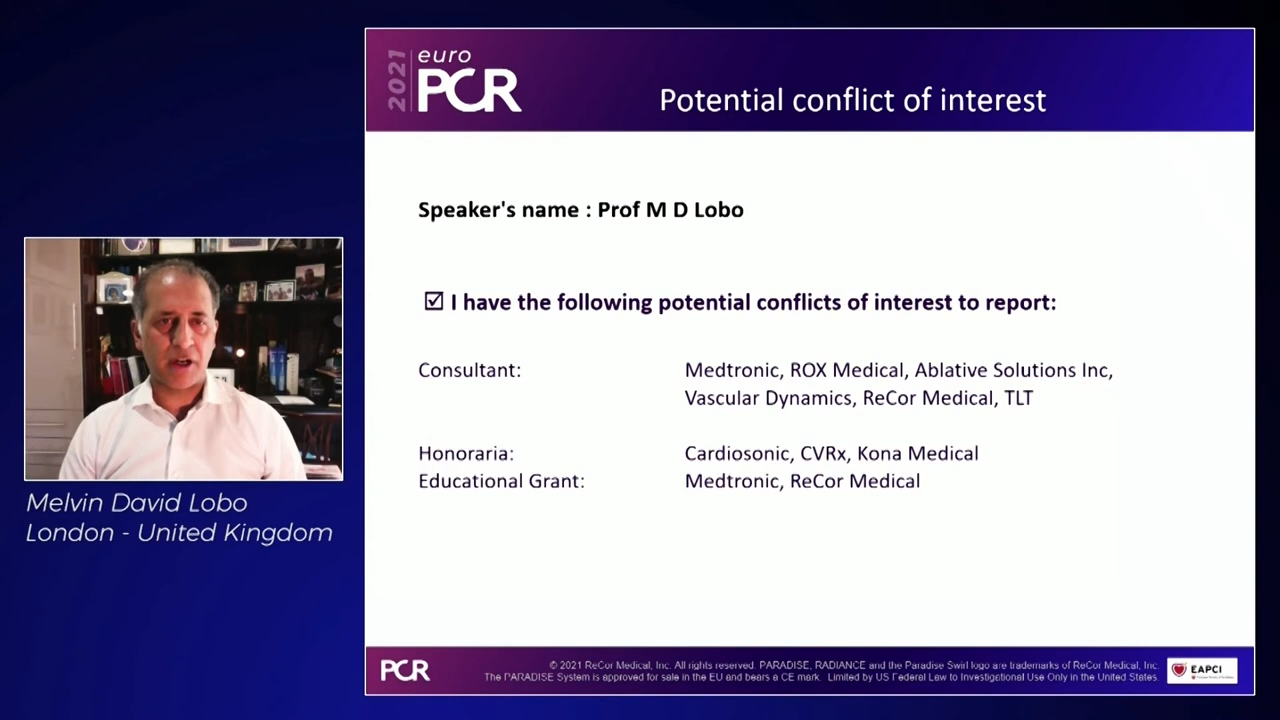 2021
euro
PCR
Potential conflict of interest
Speaker's name : Prof M D Lobo
☑ I have the following potential conflicts of interest to report:
Consultant: Medtronic, ROX Medical, Ablative Solutions Inc,
Vascular Dynamics, ReCor Medical, TLT
Honoraria: Cardiosonic, CVRx, Kona Medical
Educational Grant: Medtronic, ReCor Medical
Melvin David Lobo
London - United Kingdom
PCR
© 2021 ReCor Medical, Inc. All rights reserved. PARADISE, RADIANCE and the Paradise Swirl logo are trademarks of ReCor Medical, Inc.
The PARADISE System is approved for sale in the EU and bears a CE mark. Limited by US Federal Law to Investigational Use Only in the United States.
EAPCI